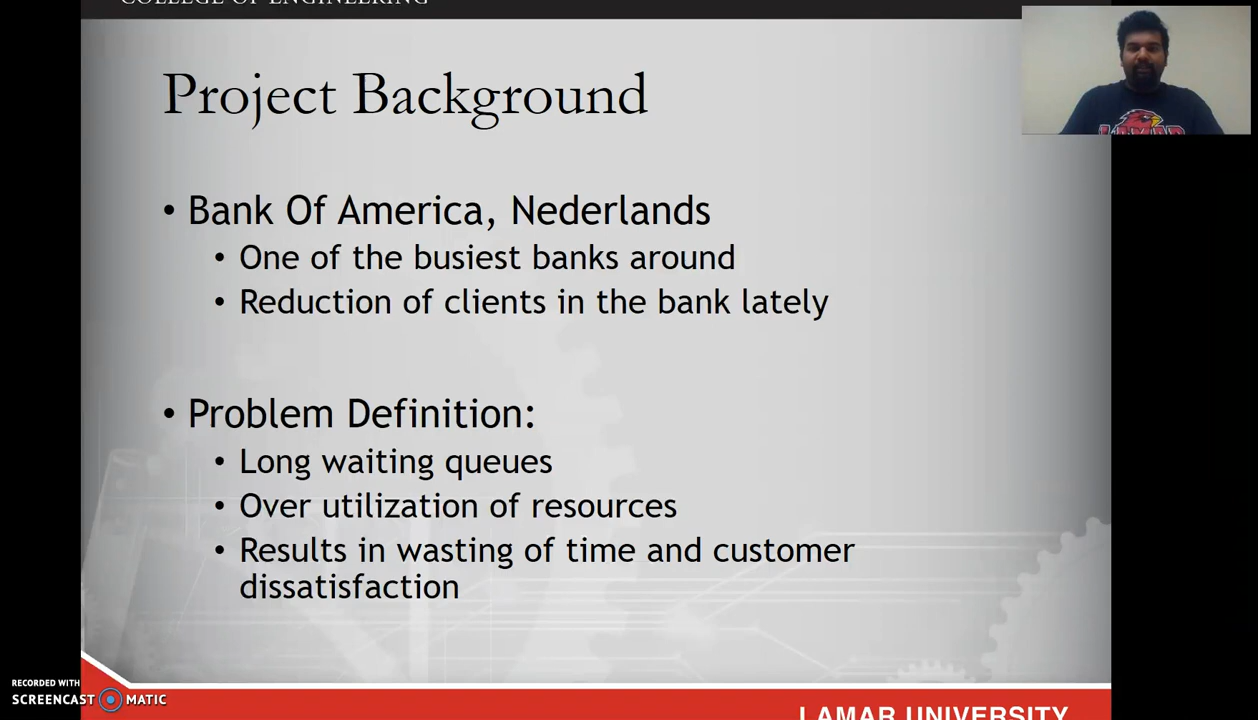 COLLEGE OF ENGINEERING
Project Background
• Bank Of America, Nederlands
• One of the busiest banks around
• Reduction of clients in the bank lately
• Problem Definition:
• Long waiting queues
• Over utilization of resources
• Results in wasting of time and customer
dissatisfaction
LAMAR
RECORDED WITH
SCREENCAST MATIC
LAMAR UNIVERSITY